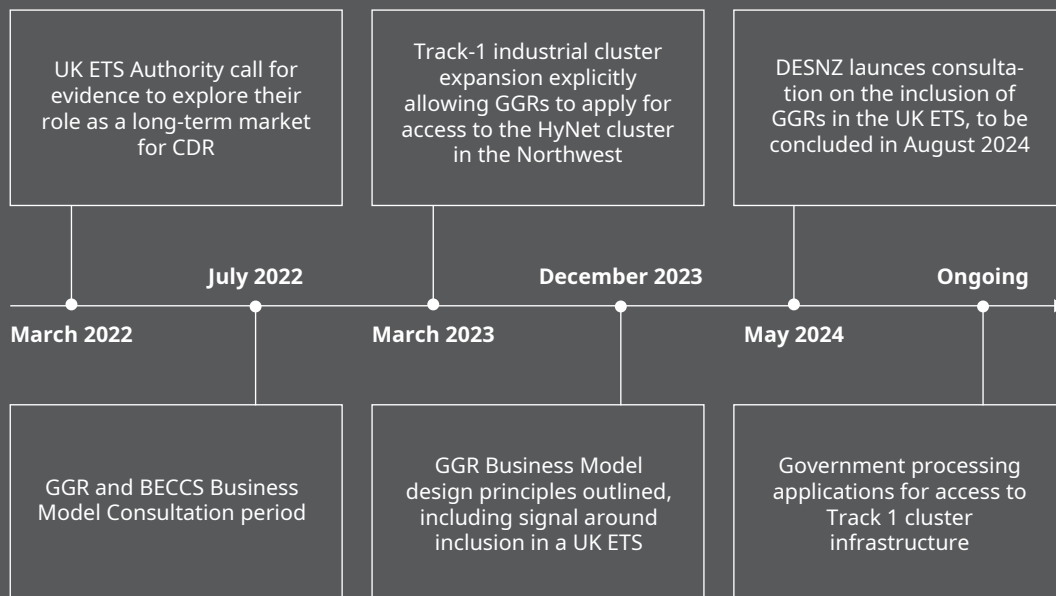 UK ETS Authority call for
evidence to explore their
role as a long-term market
for CDR
Track-1 industrial cluster
expansion explicitly
allowing GGRs to apply for
access to the HyNet cluster
in the Northwest
DESNZ launces consulta-
tion on the inclusion of
GGRs in the UK ETS, to be
concluded in August 2024
July 2022
December 2023
Ongoing
March 2022
March 2023
May 2024
GGR and BECCS Business
Model Consultation period
GGR Business Model
design principles outlined,
including signal around
inclusion in a UK ETS
Government processing
applications for access to
Track 1 cluster
infrastructure